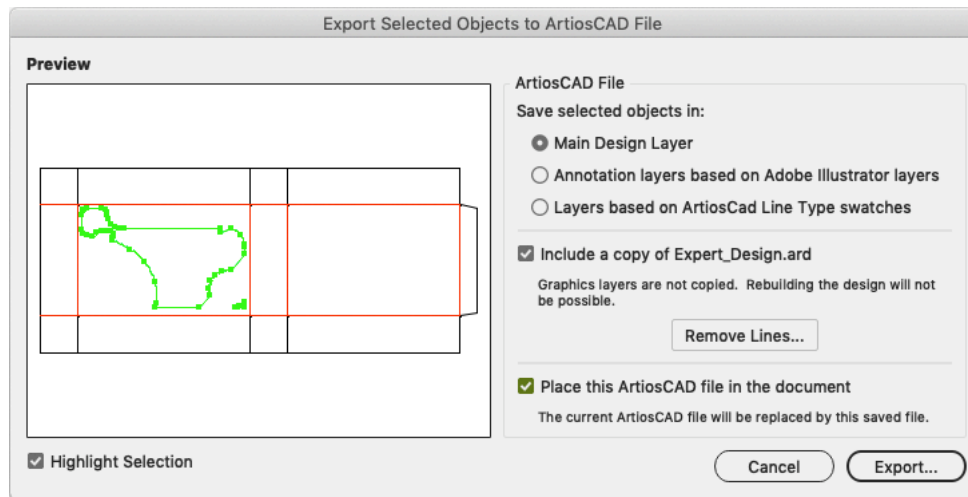 Export Selected Objects to ArtiosCAD File
Preview
ArtiosCAD File
Save selected objects in:
Main Design Layer
Annotation layers based on Adobe Illustrator layers
Layers based on ArtiosCad Line Type swatches
Include a copy of Expert_Design.ard
Graphics layers are not copied. Rebuilding the design will not
be possible.
Remove Lines...
Place this ArtiosCAD file in the document
The current ArtiosCAD file will be replaced by this saved file.
Highlight Selection
Cancel
Export...